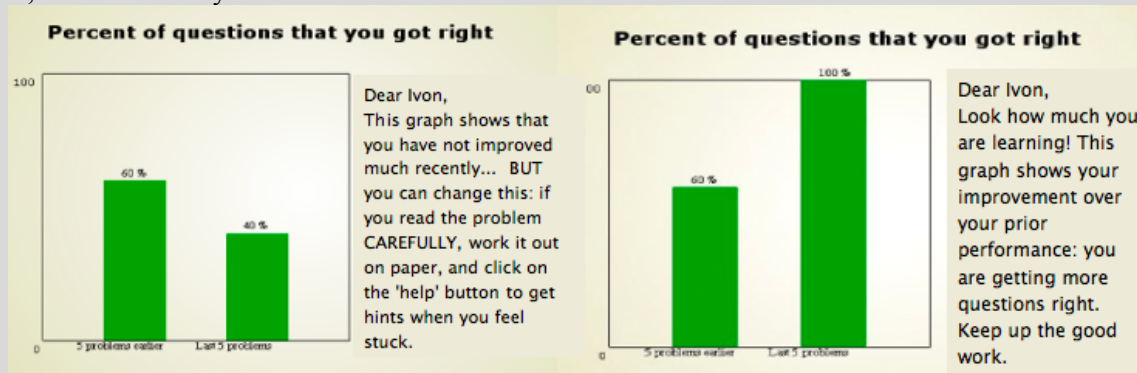 Percent of questions that you got right
100
60 %
40 %
0
5 problems earlier
Last 5 problems
Dear Ivon,
This graph shows that
you have not improved
much recently... BUT
you can change this: if
you read the problem
CAREFULLY, work it out
on paper, and click on
the 'help' button to get
hints when you feel
stuck.
Percent of questions that you got right
00
60 %
100 %
0
5 problems earlier
Last 5 problems
Dear Ivon,
Look how much you
are learning! This
graph shows your
improvement over
your prior
performance: you
are getting more
questions right.
Keep up the good
work.